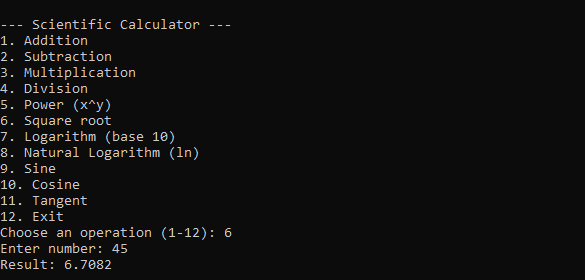 --- Scientific Calculator ---
1. Addition
2. Subtraction
3. Multiplication
4. Division
5. Power (x^y)
6. Square root
7. Logarithm (base 10)
8. Natural Logarithm (ln)
9. Sine
10. Cosine
11. Tangent
12. Exit
Choose an operation (1-12): 6
Enter number: 45
Result: 6.7082